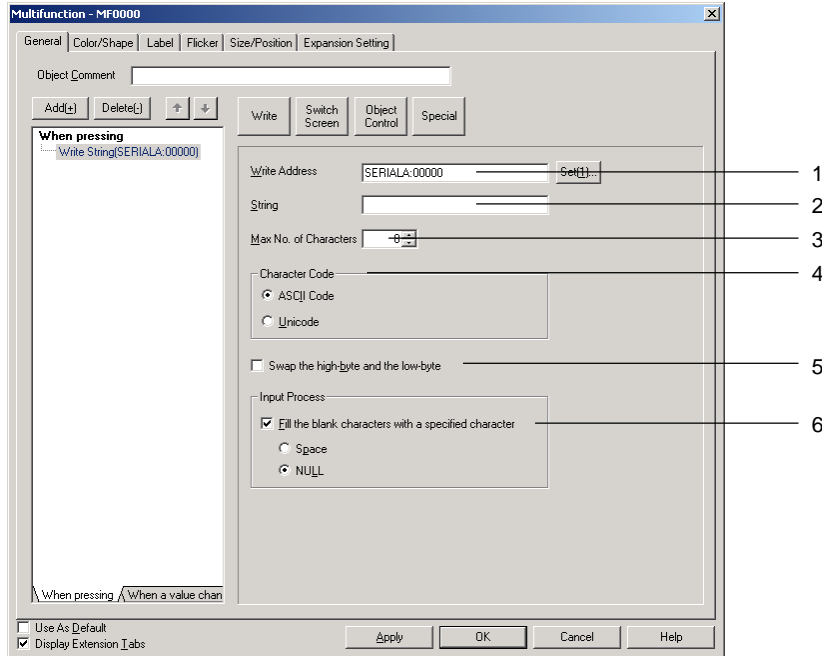 Multifunction - MF0000
General Color/Shape Label Flicker Size/Position Expansion Setting
Object Comment
Add(+) Delete(-)
Write Switch Screen Object Control Special
When pressing
Write String(SERIALA:00000)
Write Address SERIALA:00000 Set(1)... 1
String 2
Max No. of Characters 8 3
Character Code 4
ASCII Code
Unicode
Swap the high-byte and the low-byte 5
Input Process
Fill the blank characters with a specified character 6
Space
NULL
When pressing When a value chan
Use As Default
Display Extension Tabs
Apply OK Cancel Help